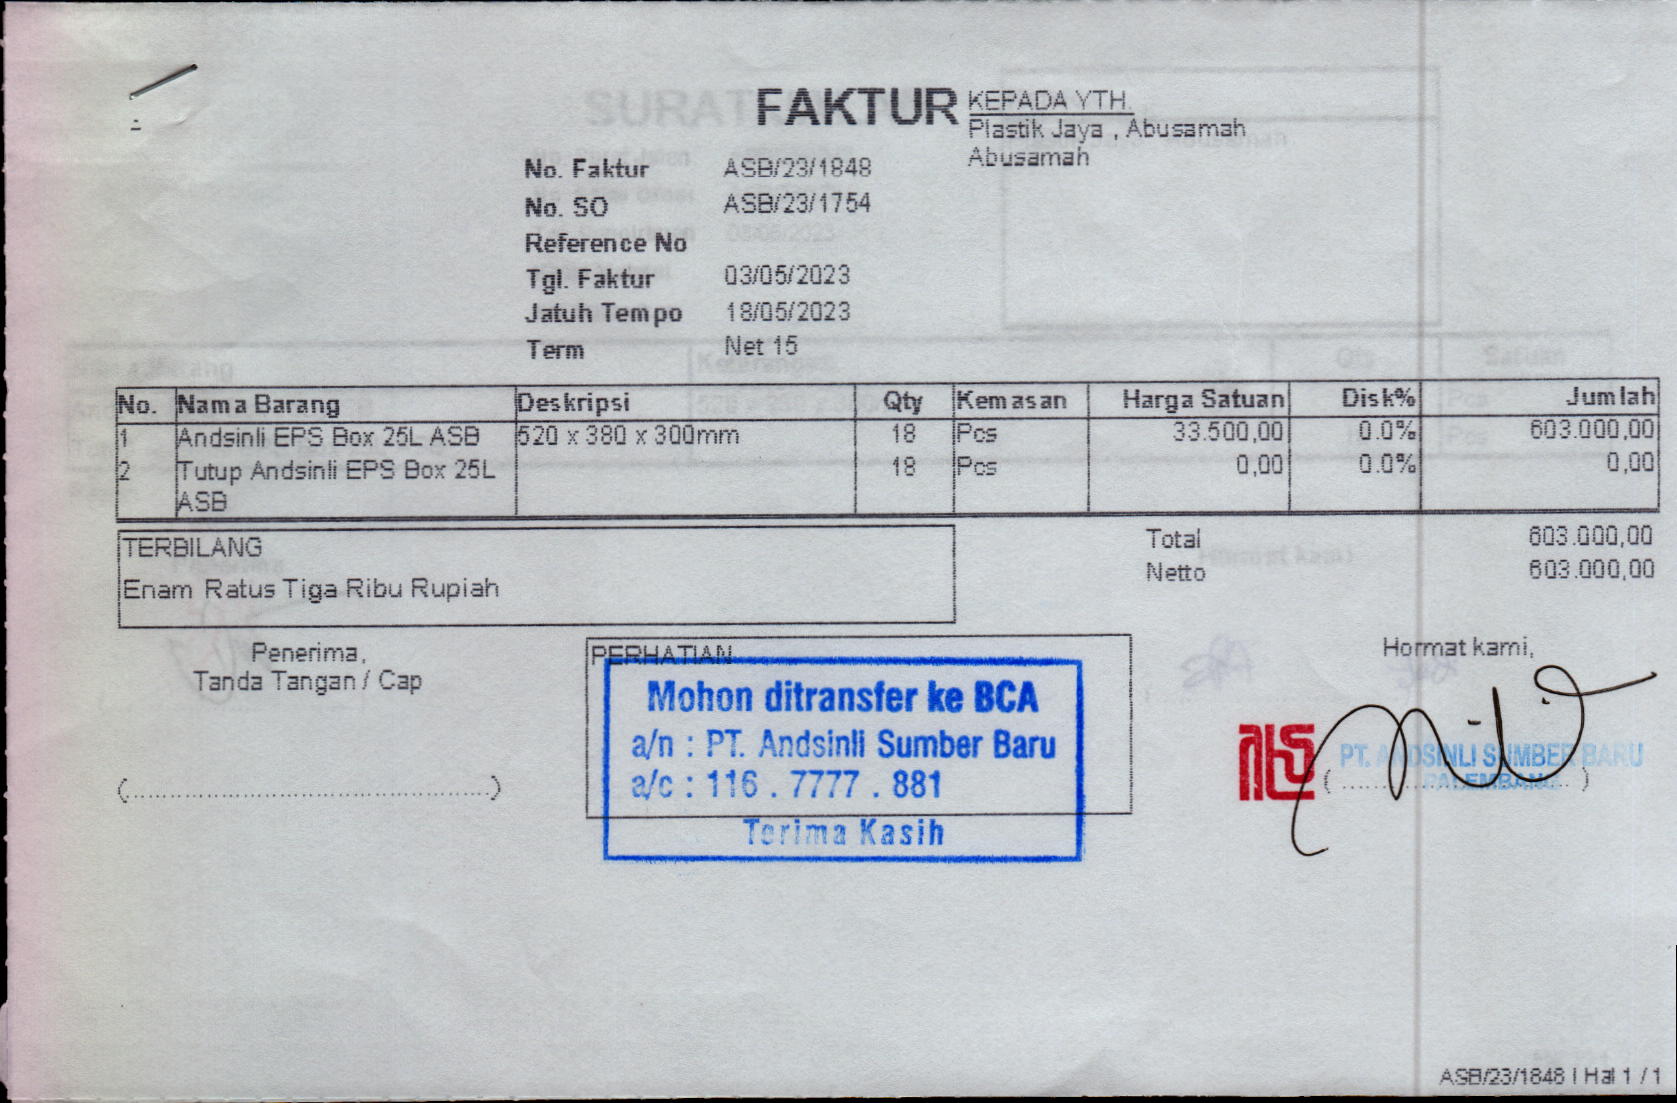 FAKTUR
KEPADA YTH.
Plastik Jaya , Abusamah
Abusamah
No. Faktur ASB/23/1848
No. SO ASB/23/1754
Reference No
Tgl. Faktur 03/05/2023
Jatuh Tempo 18/05/2023
Term Net 15
No. Nama Barang Deskripsi Qty Kemasan Harga Satuan Disk% Jumlah
1 Andsinli EPS Box 25L ASB 520 x 380 x 300mm 18 Pcs 33.500,00 0.0% 603.000,00
2 Tutup Andsinli EPS Box 25L 18 Pcs 0,00 0.0% 0,00
ASB
TERBILANG
Enam Ratus Tiga Ribu Rupiah
Total 603.000,00
Netto 603.000,00
Penerima,
Tanda Tangan / Cap
(........................................)
PERHATIAN
Mohon ditransfer ke BCA
a/n : PT. Andsinli Sumber Baru
a/c : 116 . 7777 . 881
Terima Kasih
Hormat kami,
PT. ANDSINLI SUMBER BARU
PALEMBANG
ASB/23/1848 | Hal 1 / 1